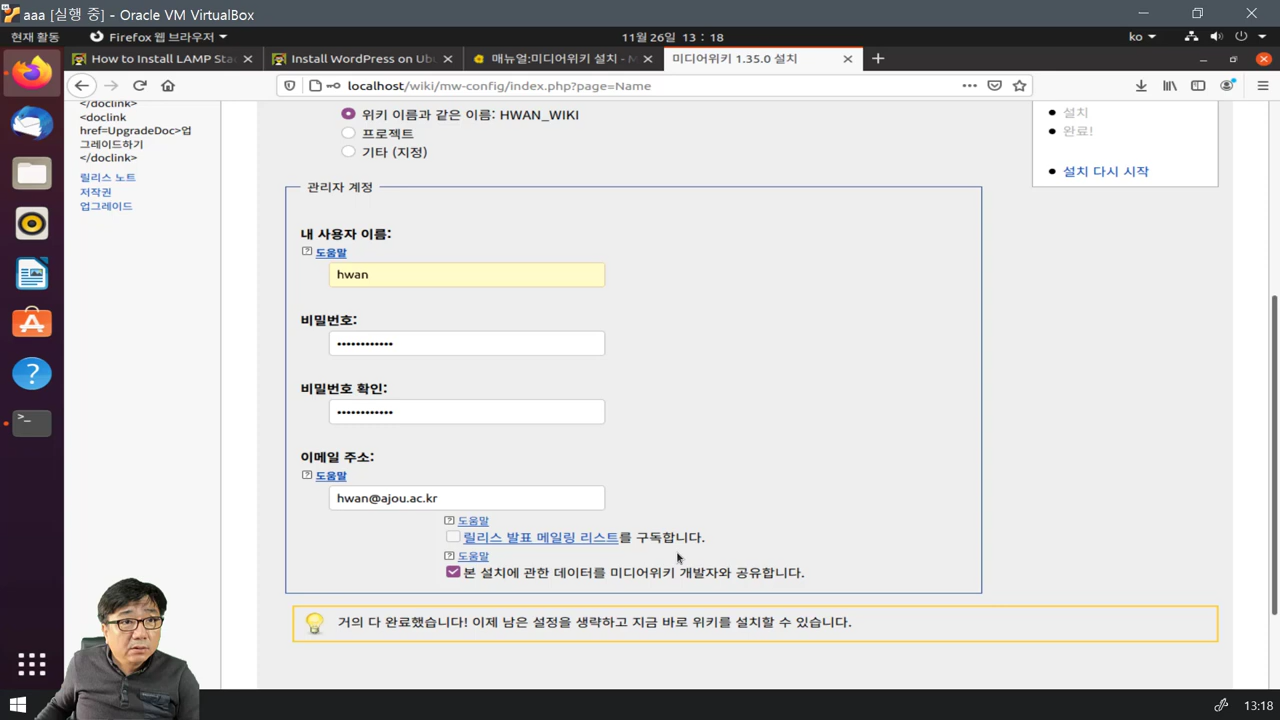 aaa [실행 중] - Oracle VM VirtualBox
현재 활동
Firefox 웹 브라우저
11월 26일 13 : 18
ko
How to Install LAMP Sta
Install WordPress on Ubu
매뉴얼:미디어위키 설치 - M
미디어위키 1.35.0 설치
localhost/wiki/mw-config/index.php?page=Name
</doclink>
<doclink
href=UpgradeDoc>업
그레이드하기
</doclink>
릴리스 노트
저작권
업그레이드
위키 이름과 같은 이름: HWAN_WIKI
프로젝트
기타 (지정)
설치
완료!
설치 다시 시작
관리자 계정
내 사용자 이름:
도움말
hwan
비밀번호:
••••••••••••
비밀번호 확인:
••••••••••••
이메일 주소:
도움말
hwan@ajou.ac.kr
도움말
릴리스 발표 메일링 리스트를 구독합니다.
도움말
본 설치에 관한 데이터를 미디어위키 개발자와 공유합니다.
거의 다 완료했습니다! 이제 남은 설정을 생략하고 지금 바로 위키를 설치할 수 있습니다.
13:18